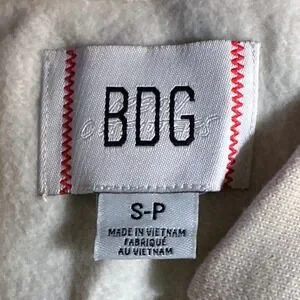 BDG
S-P
MADE IN VIETNAM
FABRIQUÉ
AU VIETNAM